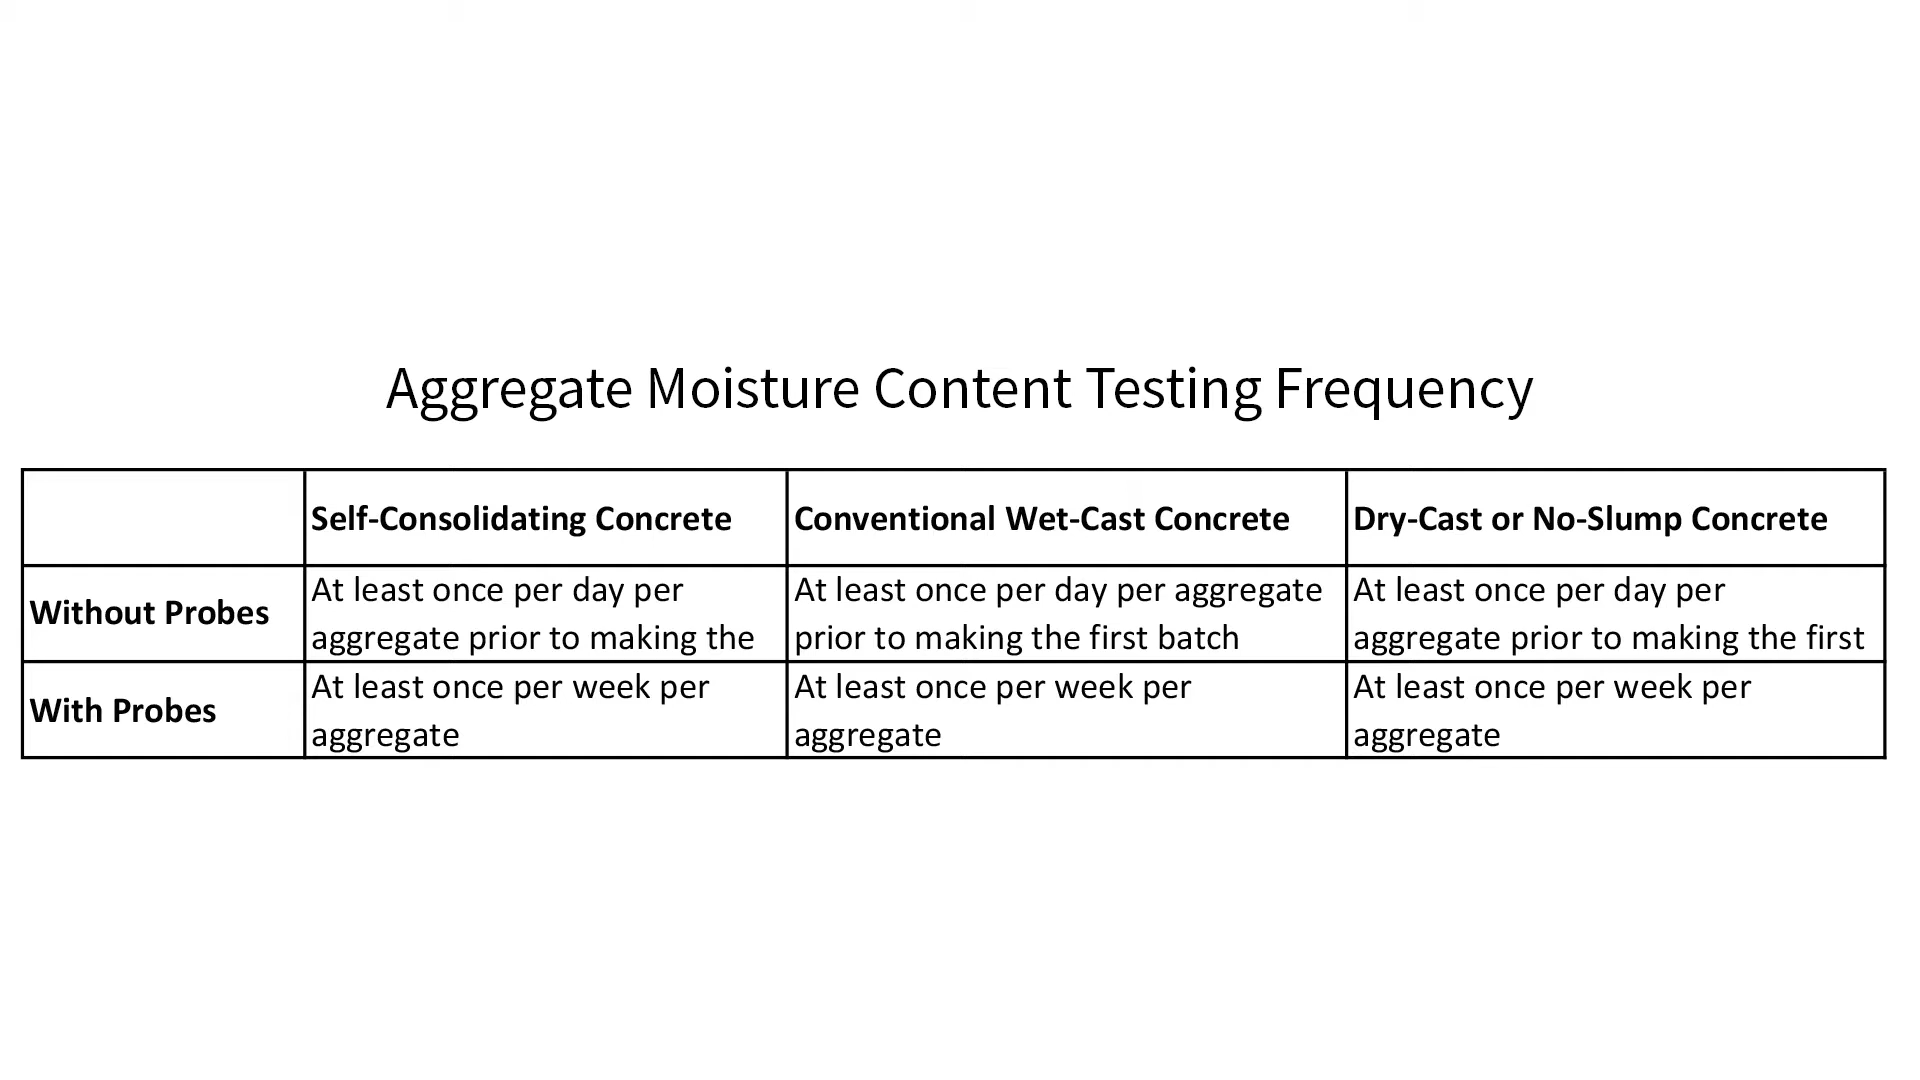 Aggregate Moisture Content Testing Frequency
Self-Consolidating Concrete
Conventional Wet-Cast Concrete
Dry-Cast or No-Slump Concrete
Without Probes
At least once per day per
aggregate prior to making the
At least once per day per aggregate
prior to making the first batch
At least once per day per
aggregate prior to making the first
With Probes
At least once per week per
aggregate
At least once per week per
aggregate
At least once per week per
aggregate